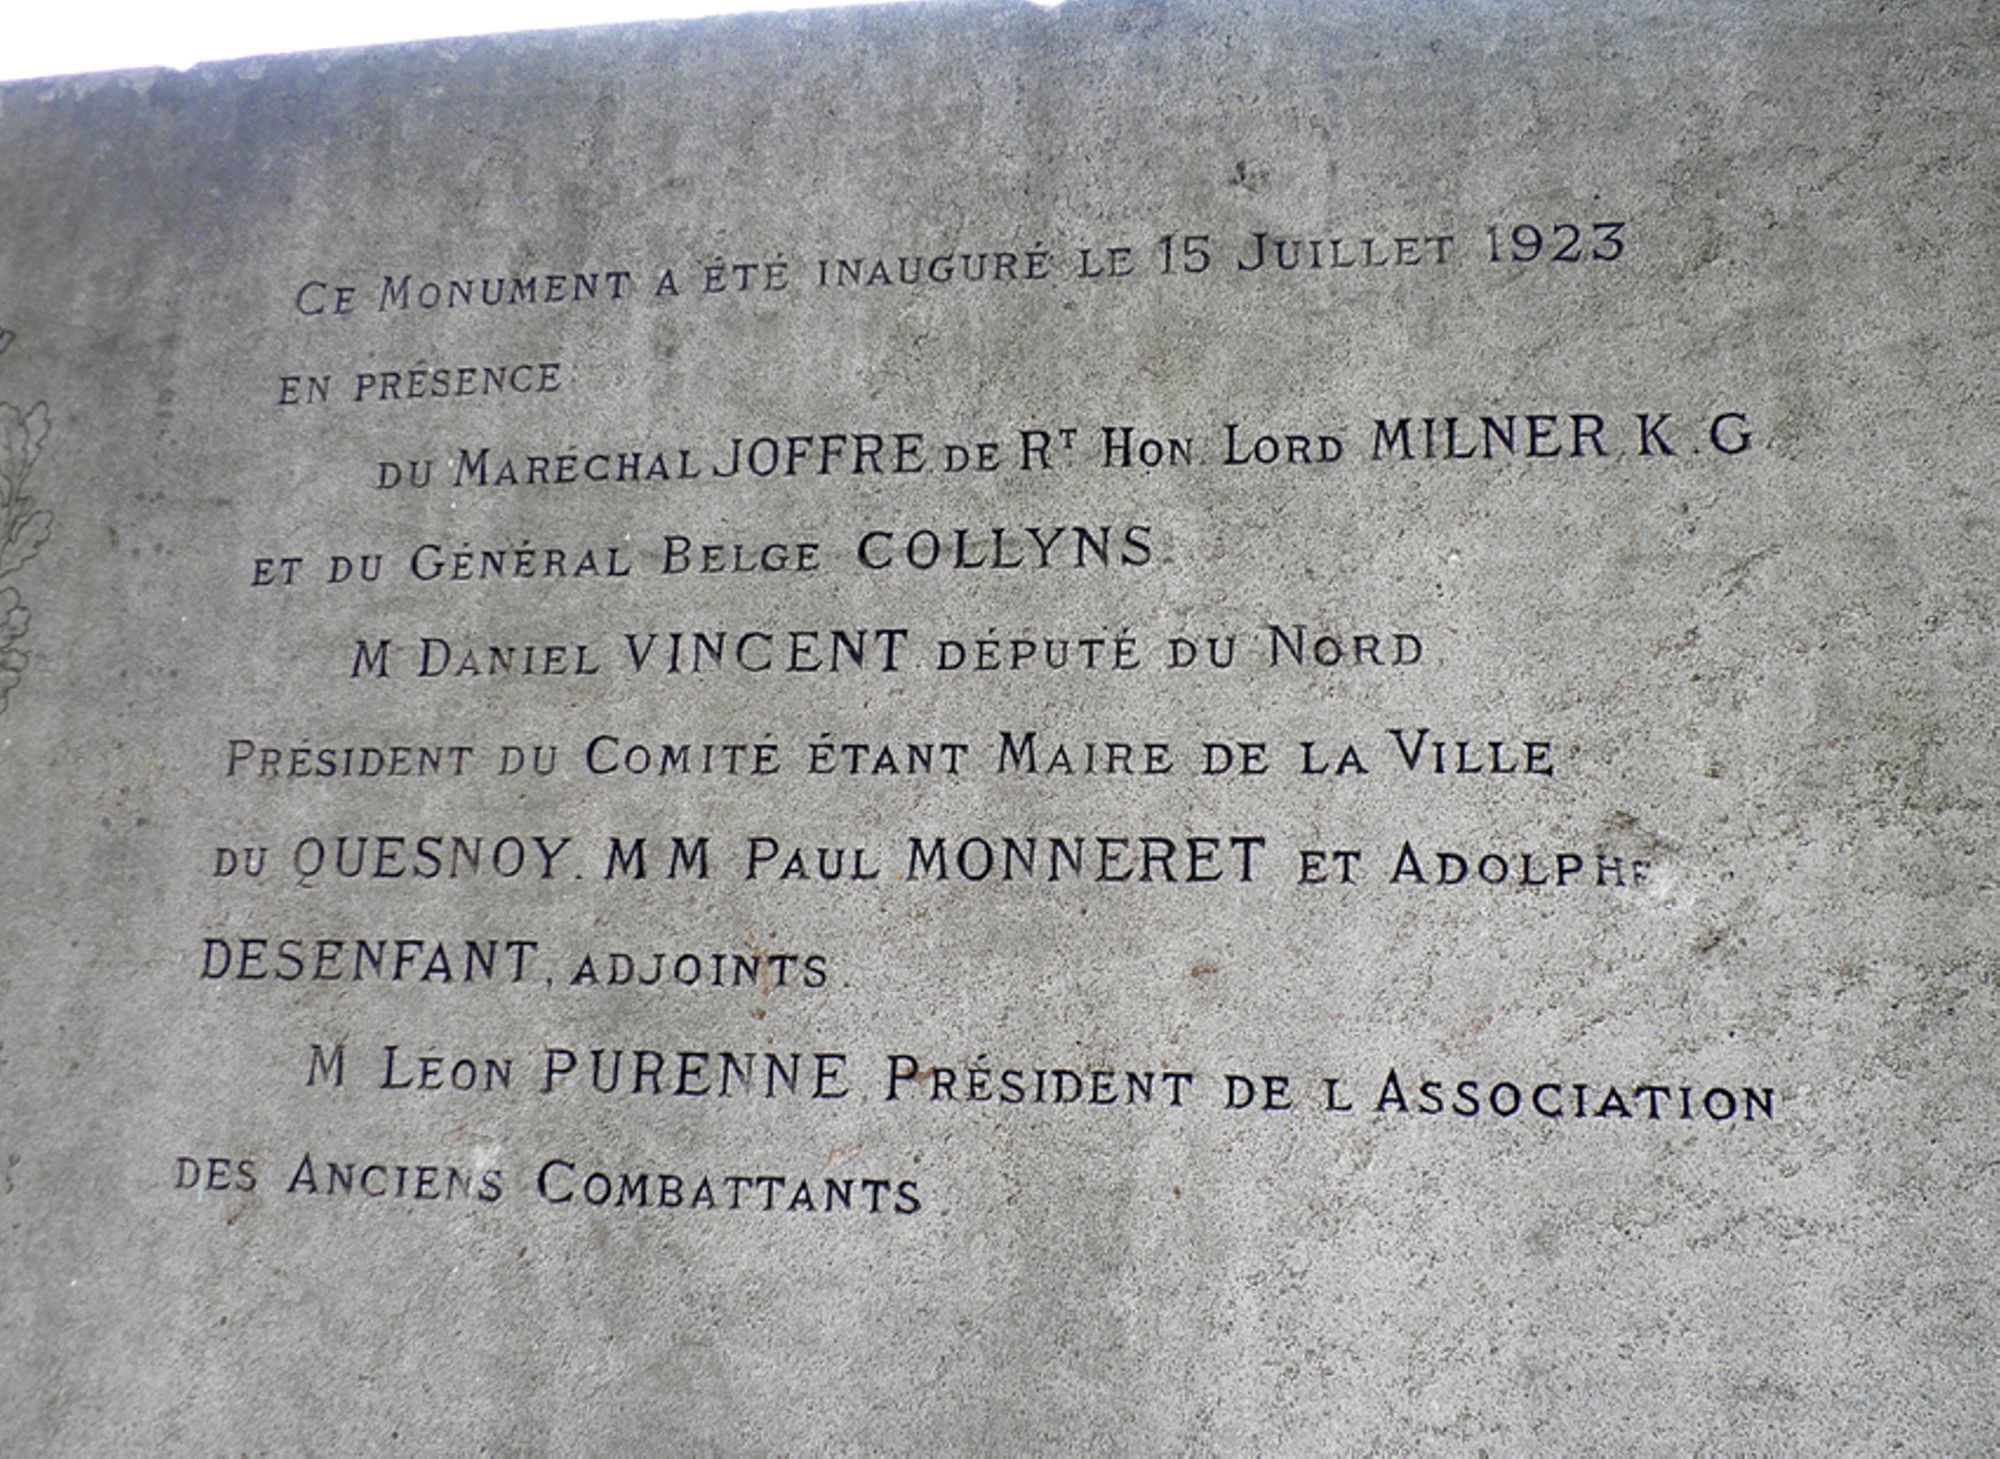 CE MONUMENT A ÉTÉ INAUGURÉ LE 15 JUILLET 1923
EN PRÉSENCE
DU MARÉCHAL JOFFRE DE RT HON. LORD MILNER K.G.
ET DU GÉNÉRAL BELGE COLLYNS
M DANIEL VINCENT DÉPUTÉ DU NORD,
PRÉSIDENT DU COMITÉ ÉTANT MAIRE DE LA VILLE
DU QUESNOY. MM PAUL MONNERET ET ADOLPHE
DESENFANT, ADJOINTS.
M LÉON PURENNE, PRÉSIDENT DE L ASSOCIATION
DES ANCIENS COMBATTANTS